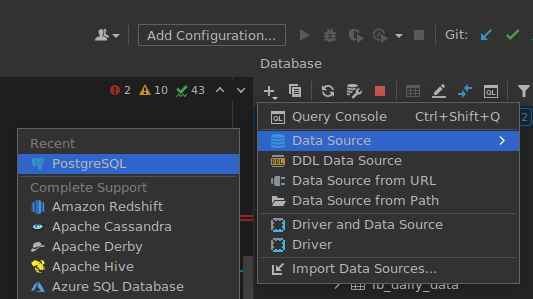 Add Configuration...
Git:
Database
2 10 43
Query Console Ctrl+Shift+Q
Data Source
DDL Data Source
Data Source from URL
Data Source from Path
Driver and Data Source
Driver
Import Data Sources...
Recent
PostgreSQL
Complete Support
Amazon Redshift
Apache Cassandra
Apache Derby
Apache Hive
Azure SQL Database
fb_daily_data
2